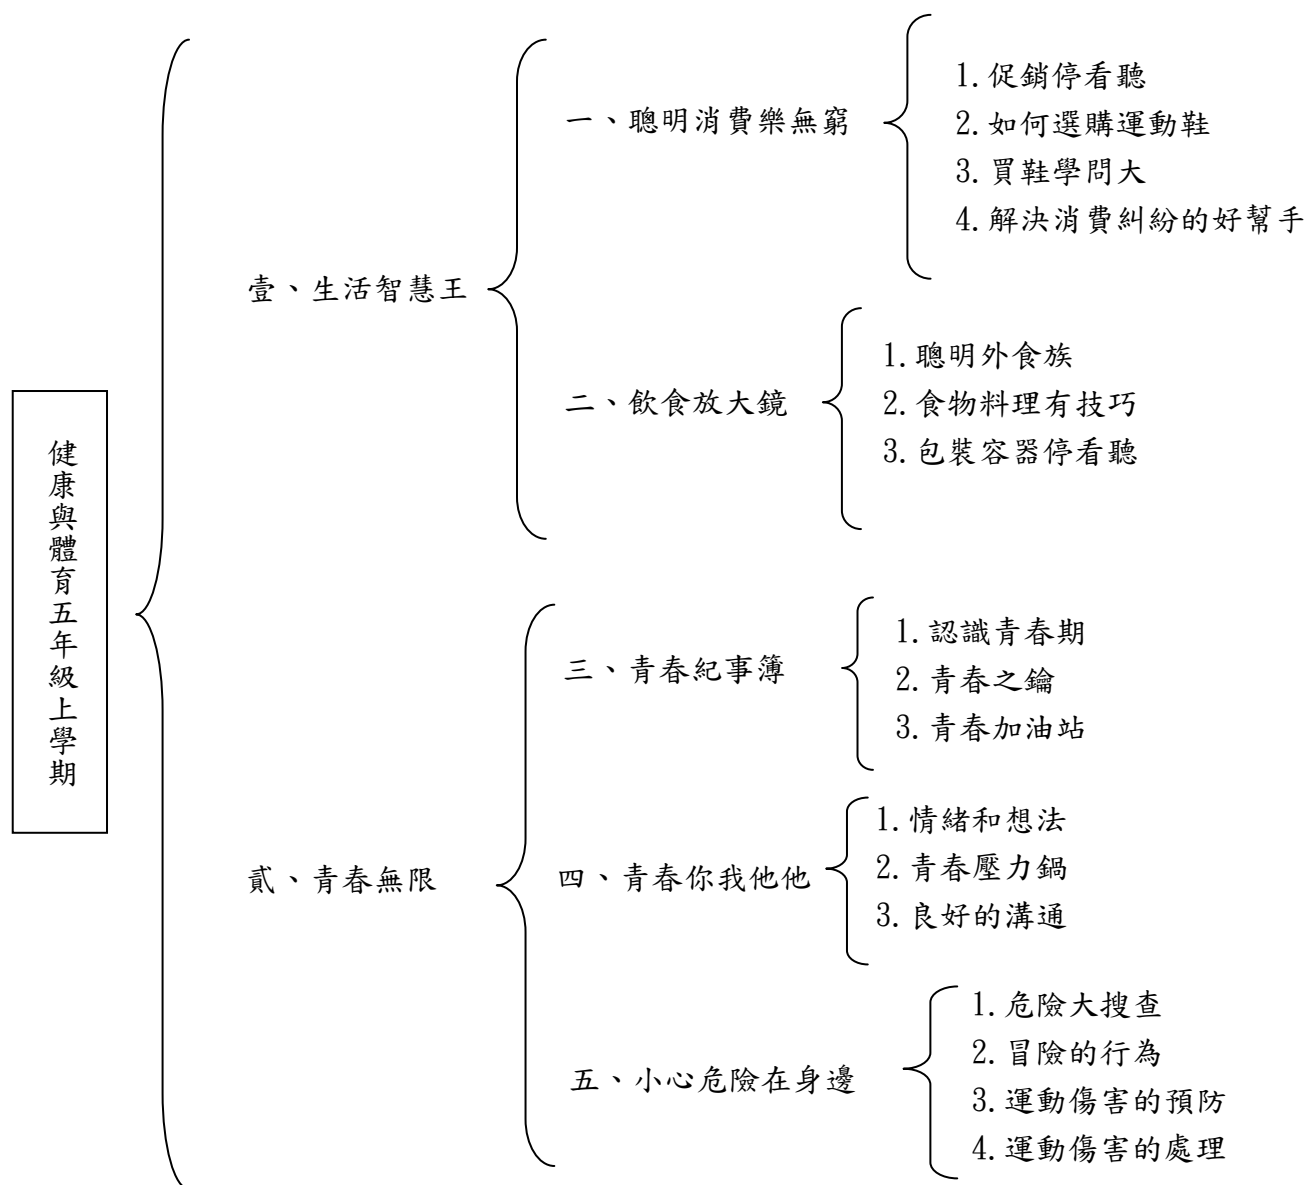 健康與體育五年級上學期
壹、生活智慧王
一、聰明消費樂無窮
1.促銷停看聽
2.如何選購運動鞋
3.買鞋學問大
4.解決消費糾紛的好幫手
二、飲食放大鏡
1.聰明外食族
2.食物料理有技巧
3.包裝容器停看聽
貳、青春無限
三、青春紀事簿
1.認識青春期
2.青春之鑰
3.青春加油站
四、青春你我他他
1.情緒和想法
2.青春壓力鍋
3.良好的溝通
五、小心危險在身邊
1.危險大搜查
2.冒險的行為
3.運動傷害的預防
4.運動傷害的處理